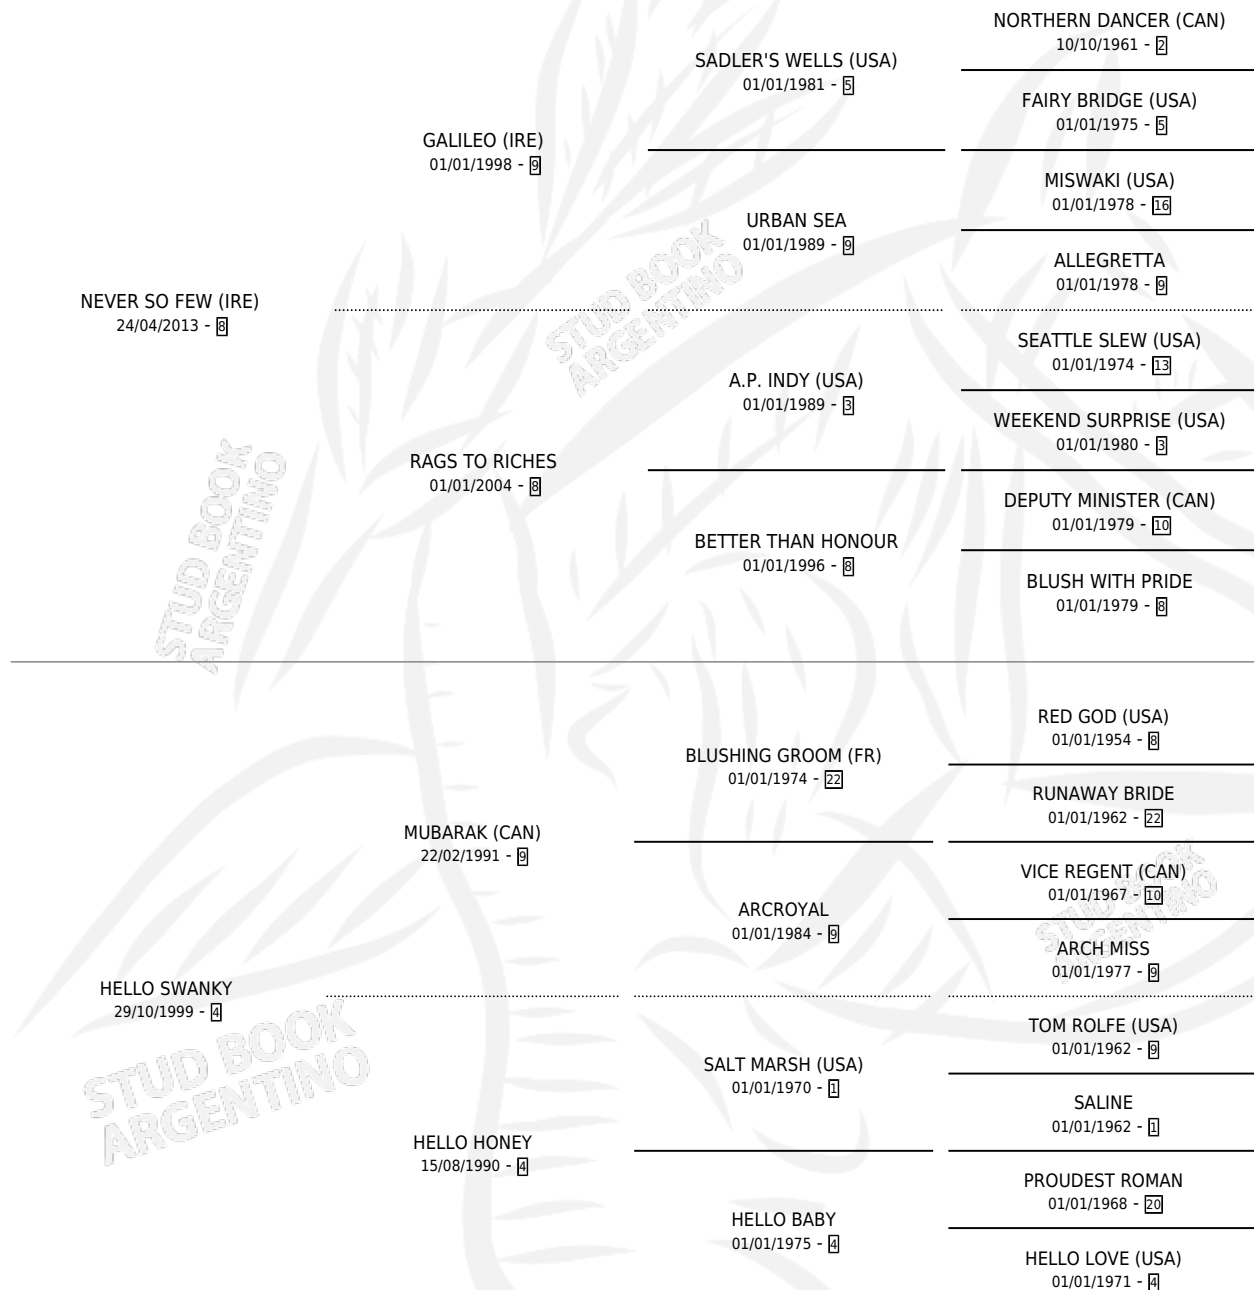 NORTHERN DANCER (CAN)
10/10/1961 - 2
SADLER'S WELLS (USA)
01/01/1981 - 5
FAIRY BRIDGE (USA)
01/01/1975 - 5
GALILEO (IRE)
01/01/1998 - 9
MISWAKI (USA)
01/01/1978 - 16
URBAN SEA
01/01/1989 - 9
ALLEGRETTA
01/01/1978 - 9
NEVER SO FEW (IRE)
24/04/2013 - 8
SEATTLE SLEW (USA)
01/01/1974 - 13
A.P. INDY (USA)
01/01/1989 - 3
WEEKEND SURPRISE (USA)
01/01/1980 - 3
RAGS TO RICHES
01/01/2004 - 8
DEPUTY MINISTER (CAN)
01/01/1979 - 10
BETTER THAN HONOUR
01/01/1996 - 8
BLUSH WITH PRIDE
01/01/1979 - 8
RED GOD (USA)
01/01/1954 - 8
BLUSHING GROOM (FR)
01/01/1974 - 22
RUNAWAY BRIDE
01/01/1962 - 22
MUBARAK (CAN)
22/02/1991 - 9
VICE REGENT (CAN)
01/01/1967 - 10
ARCROYAL
01/01/1984 - 9
ARCH MISS
01/01/1977 - 9
HELLO SWANKY
29/10/1999 - 4
TOM ROLFE (USA)
01/01/1962 - 9
SALT MARSH (USA)
01/01/1970 - 1
SALINE
01/01/1962 - 1
HELLO HONEY
15/08/1990 - 4
PROUDEST ROMAN
01/01/1968 - 20
HELLO BABY
01/01/1975 - 4
HELLO LOVE (USA)
01/01/1971 - 4
STUD BOOK
ARGENTINO
STUD BOOK
ARGENTINO
STUD BOOK
ARGENTINO
STUD BOOK
ARGENTINO